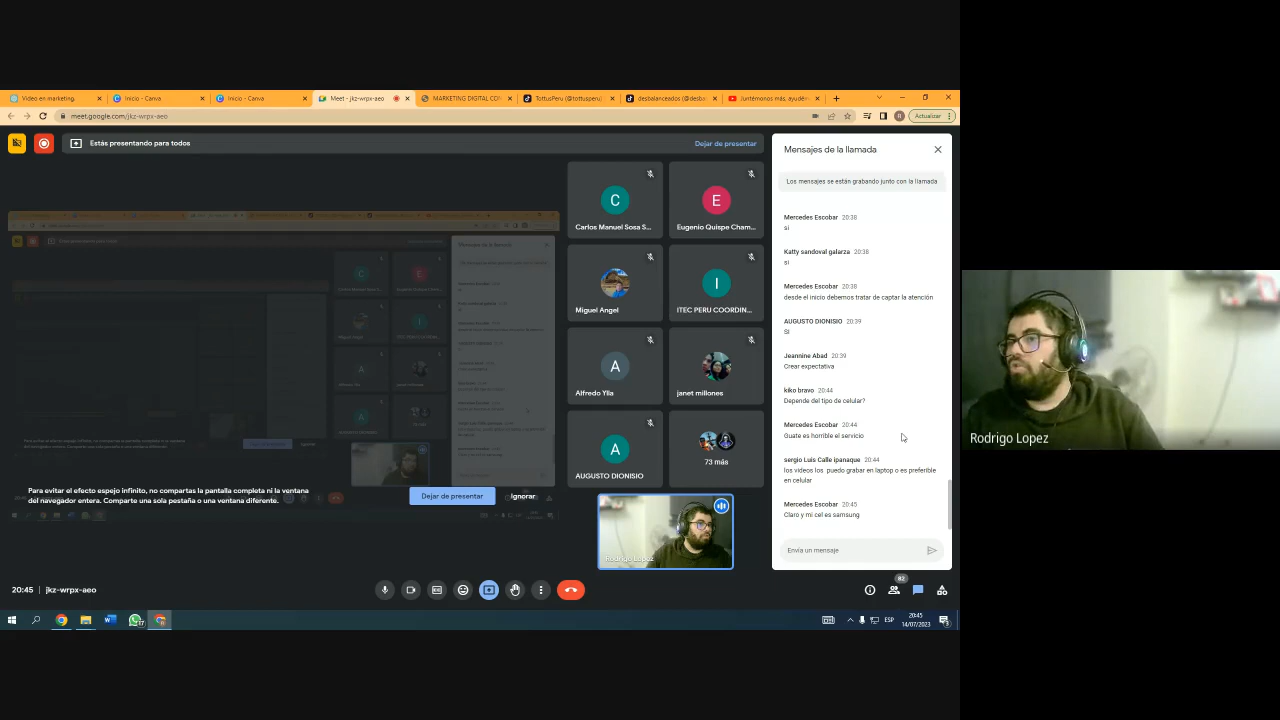 Video en marketing
Inicio - Canva
Inicio - Canva
Meet - jkz-wrpx-aeo
MARKETING DIGITAL CO
TottusPeru (@tottusperu)
desbalanceados (@desba
Juntémonos más, ayudém
meet.google.com/jkz-wrpx-aeo
Actualizar
Estás presentando para todos
Dejar de presentar
Mensajes de la llamada
Los mensajes se están grabando junto con la llamada
Mercedes Escobar 20:38
si
Katty sandoval galarza 20:38
si
Mercedes Escobar 20:38
desde el inicio debemos tratar de captar la atención
AUGUSTO DIONISIO 20:39
SI
Jeannine Abad 20:39
Crear expectativa
kiko bravo 20:44
Depende del tipo de celular?
Mercedes Escobar 20:44
Guate es horrible el servicio
sergio Luis Calle ipanaque 20:44
los videos los puedo grabar en laptop o es preferible
en celular
Mercedes Escobar 20:45
Claro y mi cel es samsung
Envía un mensaje
C
Carlos Manuel Sosa S...
E
Eugenio Quispe Cham...
Miguel Angel
I
ITEC PERU COORDIN...
A
Alfredo Ylla
janet millones
A
AUGUSTO DIONISIO
73 más
Rodrigo Lopez
Para evitar el efecto espejo infinito, no compartas la pantalla completa ni la ventana
del navegador entera. Comparte una sola pestaña o una ventana diferente.
Dejar de presentar
Ignorar
20:45 | jkz-wrpx-aeo
82
ESP
20:45
14/07/2023
Rodrigo Lopez